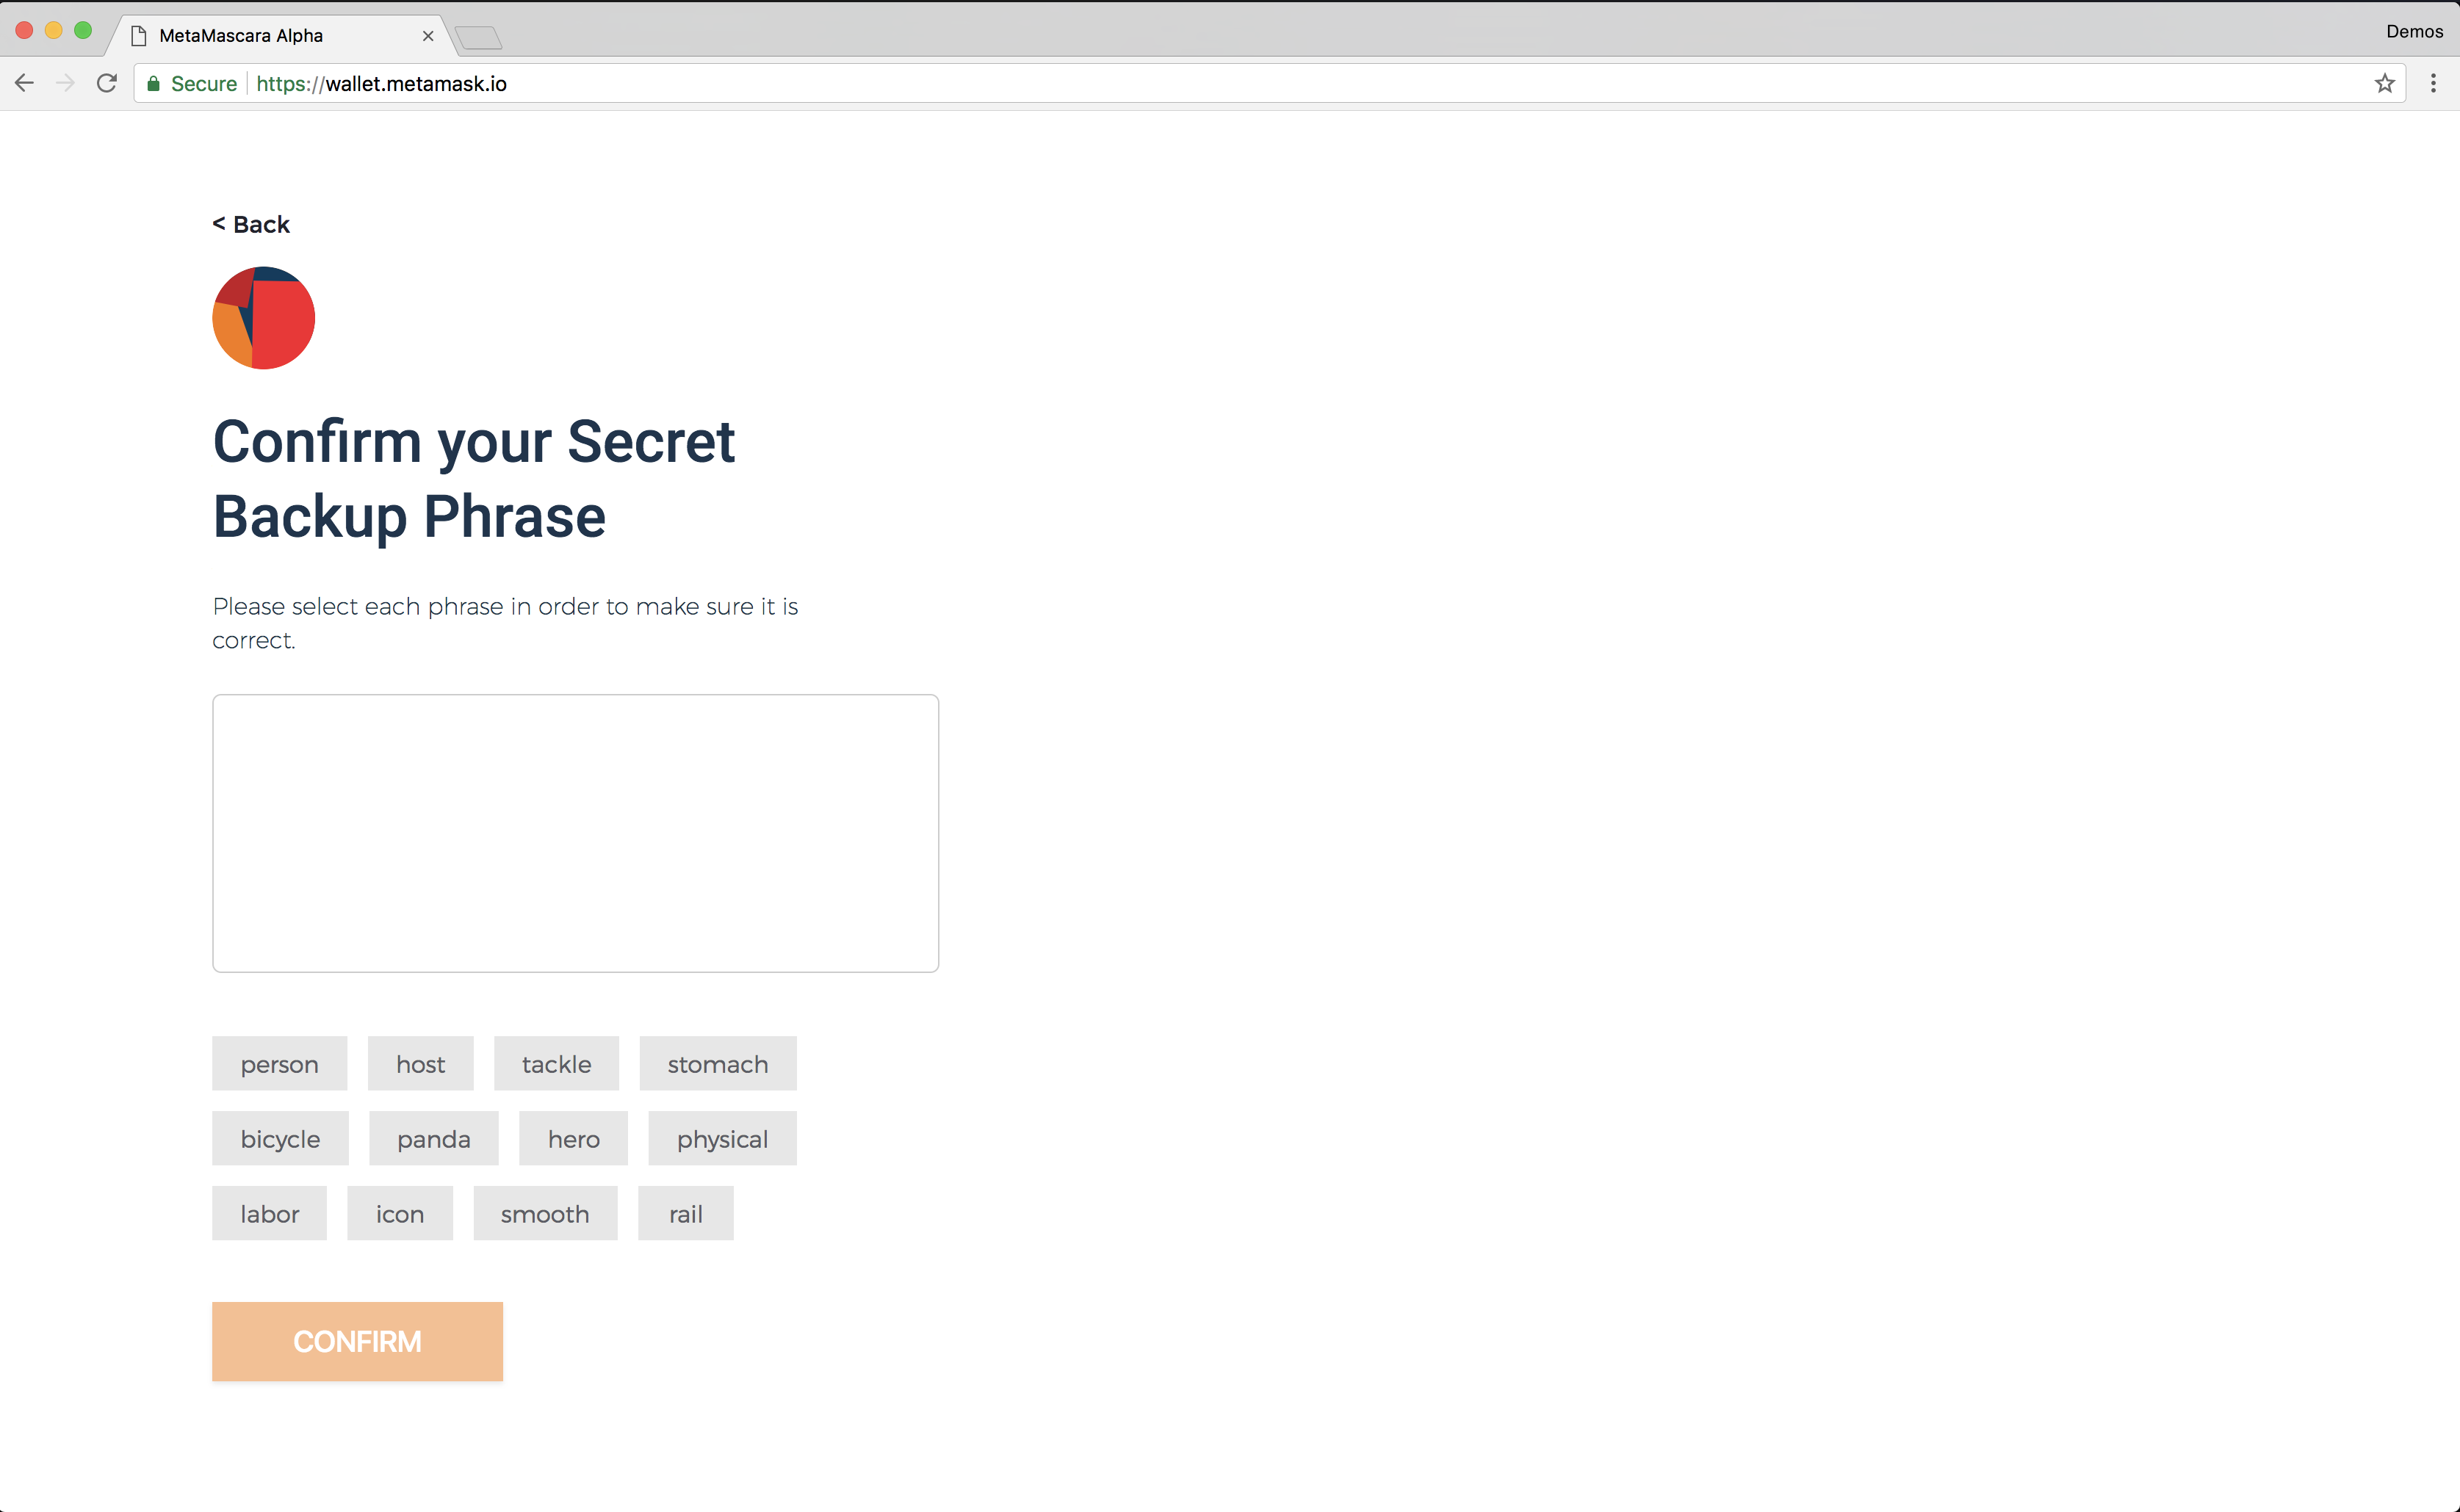 MetaMascara Alpha
Demos
Secure https://wallet.metamask.io
< Back
Confirm your Secret
Backup Phrase
Please select each phrase in order to make sure it is
correct.
person host tackle stomach
bicycle panda hero physical
labor icon smooth rail
CONFIRM